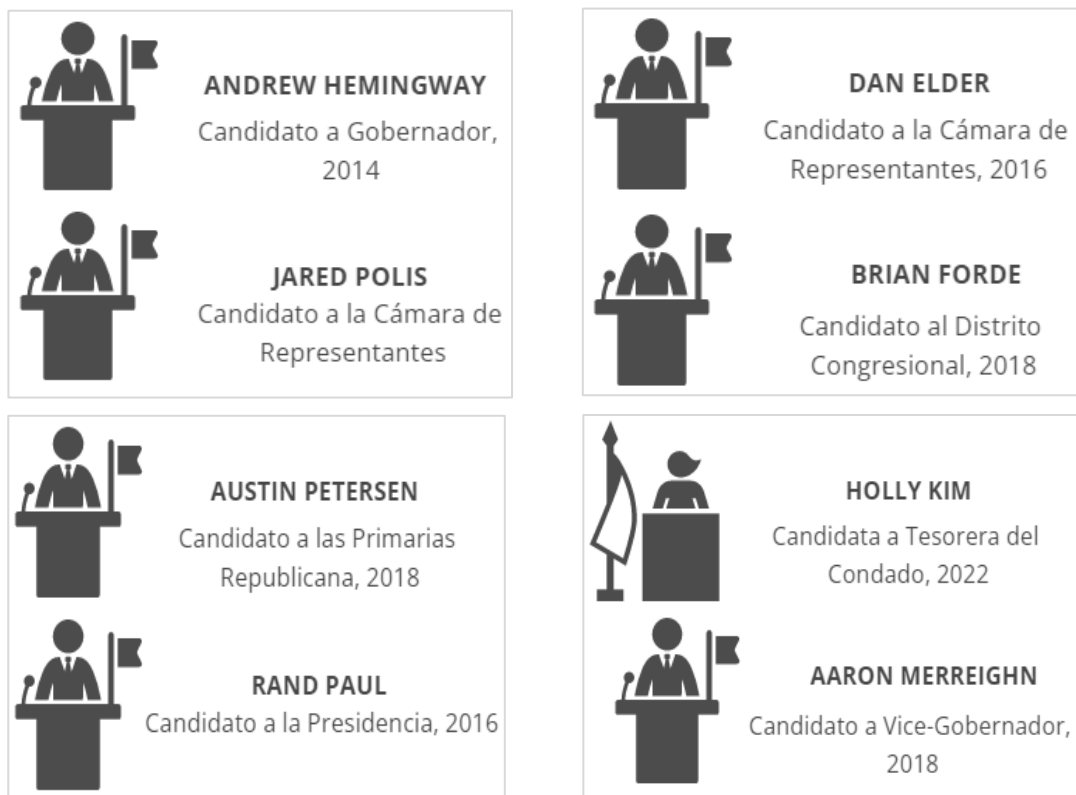 ANDREW HEMINGWAY
Candidato a Gobernador,
2014
JARED POLIS
Candidato a la Cámara de
Representantes
DAN ELDER
Candidato a la Cámara de
Representantes, 2016
BRIAN FORDE
Candidato al Distrito
Congresional, 2018
AUSTIN PETERSEN
Candidato a las Primarias
Republicana, 2018
RAND PAUL
Candidato a la Presidencia, 2016
HOLLY KIM
Candidata a Tesorera del
Condado, 2022
AARON MERREIGHN
Candidato a Vice-Gobernador,
2018